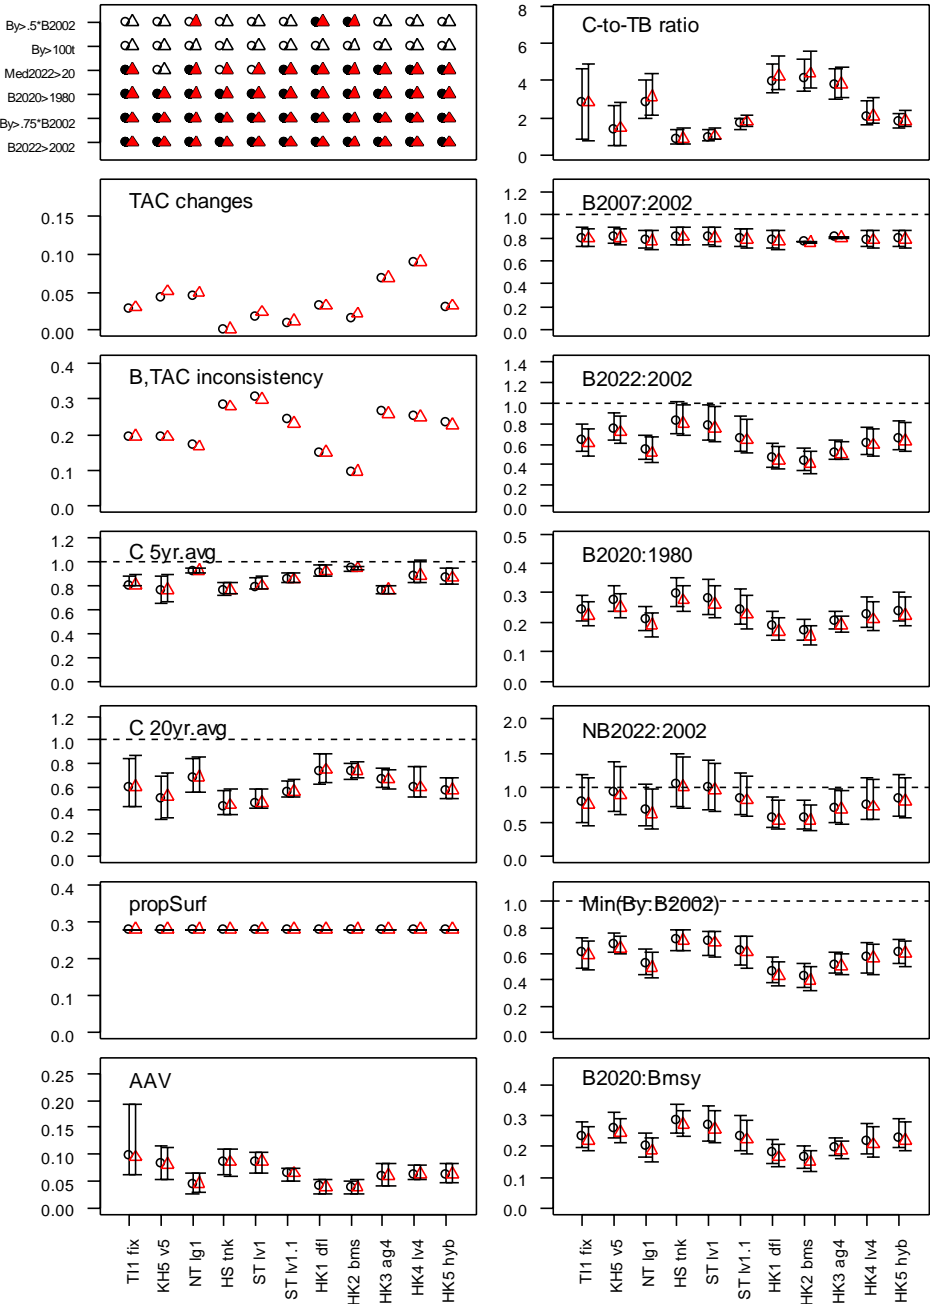 By>.5*B2002
By>100t
Med2022>20
B2020>1980
By>.75*B2002
B2022>2002
C-to-TB ratio
8
6
4
2
0
TAC changes
0.15
0.10
0.05
0.00
B2007:2002
1.2
1.0
0.8
0.6
0.4
0.2
0.0
B,TAC inconsistency
0.4
0.3
0.2
0.1
0.0
B2022:2002
1.4
1.2
1.0
0.8
0.6
0.4
0.2
0.0
C 5yr.avg
1.2
1.0
0.8
0.6
0.4
0.2
0.0
B2020:1980
0.5
0.4
0.3
0.2
0.1
0.0
C 20yr.avg
1.2
1.0
0.8
0.6
0.4
0.2
0.0
NB2022:2002
2.0
1.5
1.0
0.5
0.0
propSurf
0.4
0.3
0.2
0.1
0.0
Min(By:B2002)
1.0
0.8
0.6
0.4
0.2
0.0
AAV
0.25
0.20
0.15
0.10
0.05
0.00
B2020:Bmsy
0.4
0.3
0.2
0.1
0.0
TI1 fix
KH5 v5
NT lg1
HS tnk
ST lv1
ST lv1.1
HK1 dfl
HK2 bms
HK3 ag4
HK4 lv4
HK5 hyb
TI1 fix
KH5 v5
NT lg1
HS tnk
ST lv1
ST lv1.1
HK1 dfl
HK2 bms
HK3 ag4
HK4 lv4
HK5 hyb